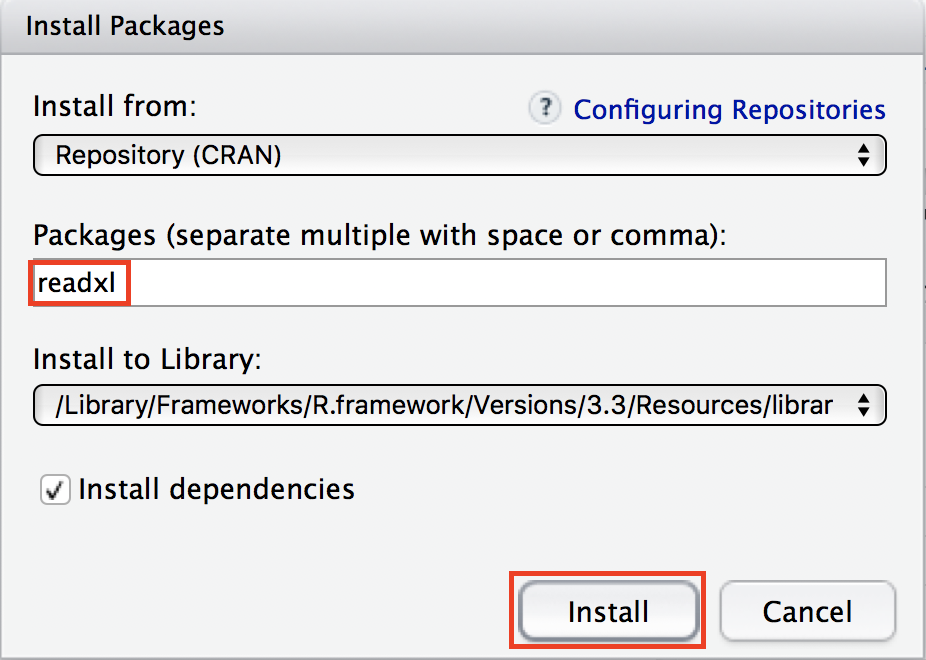 Install Packages
Install from:
? Configuring Repositories
Repository (CRAN)
Packages (separate multiple with space or comma):
readxl
Install to Library:
/Library/Frameworks/R.framework/Versions/3.3/Resources/librar
Install dependencies
Install
Cancel